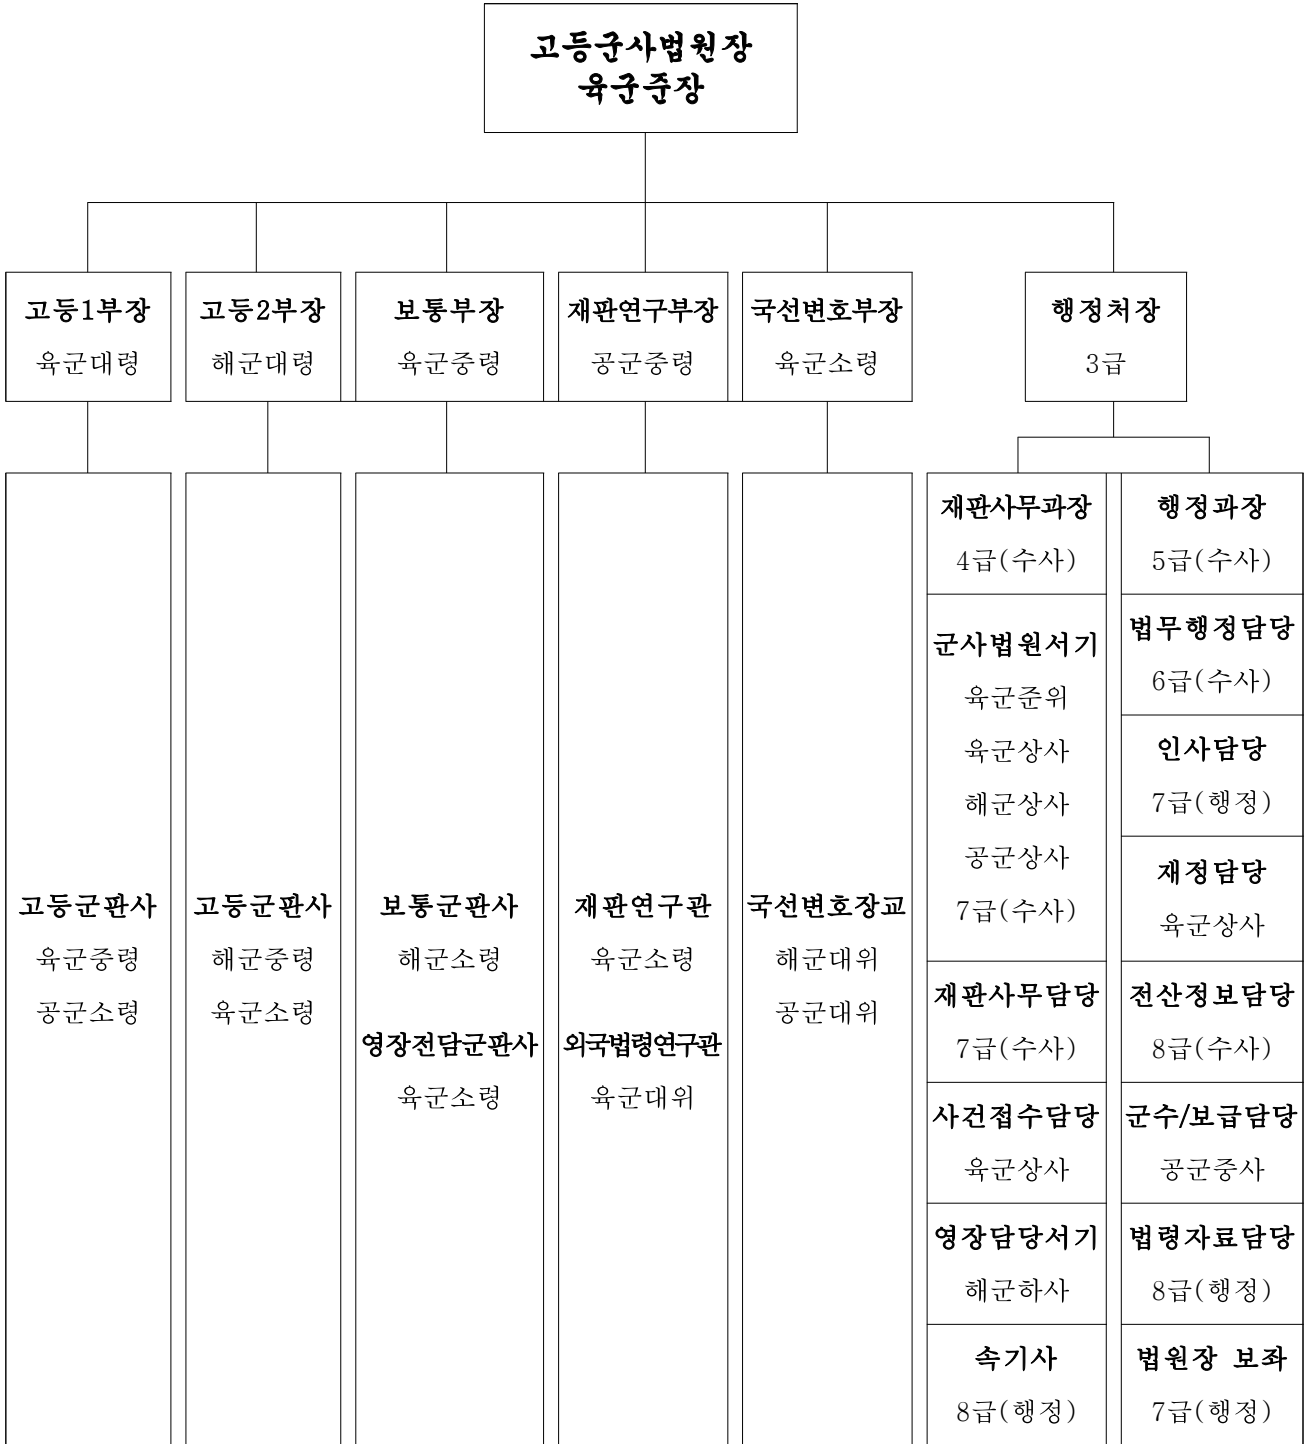 고등군사법원장
육군준장
고등1부장
육군대령
고등2부장
해군대령
보통부장
육군중령
재판연구부장
공군중령
국선변호부장
육군소령
행정처장
3급
고등군판사
육군중령
공군소령
고등군판사
해군중령
육군소령
보통군판사
해군소령
영장전담군판사
육군소령
재판연구관
육군소령
외국법령연구관
육군대위
국선변호장교
해군대위
공군대위
재판사무과장
4급(수사)
군사법원서기
육군준위
육군상사
해군상사
공군상사
7급(수사)
재판사무담당
7급(수사)
사건접수담당
육군상사
영장담당서기
해군하사
속기사
8급(행정)
행정과장
5급(수사)
법무행정담당
6급(수사)
인사담당
7급(행정)
재정담당
육군상사
전산정보담당
8급(수사)
군수/보급담당
공군중사
법령자료담당
8급(행정)
법원장 보좌
7급(행정)